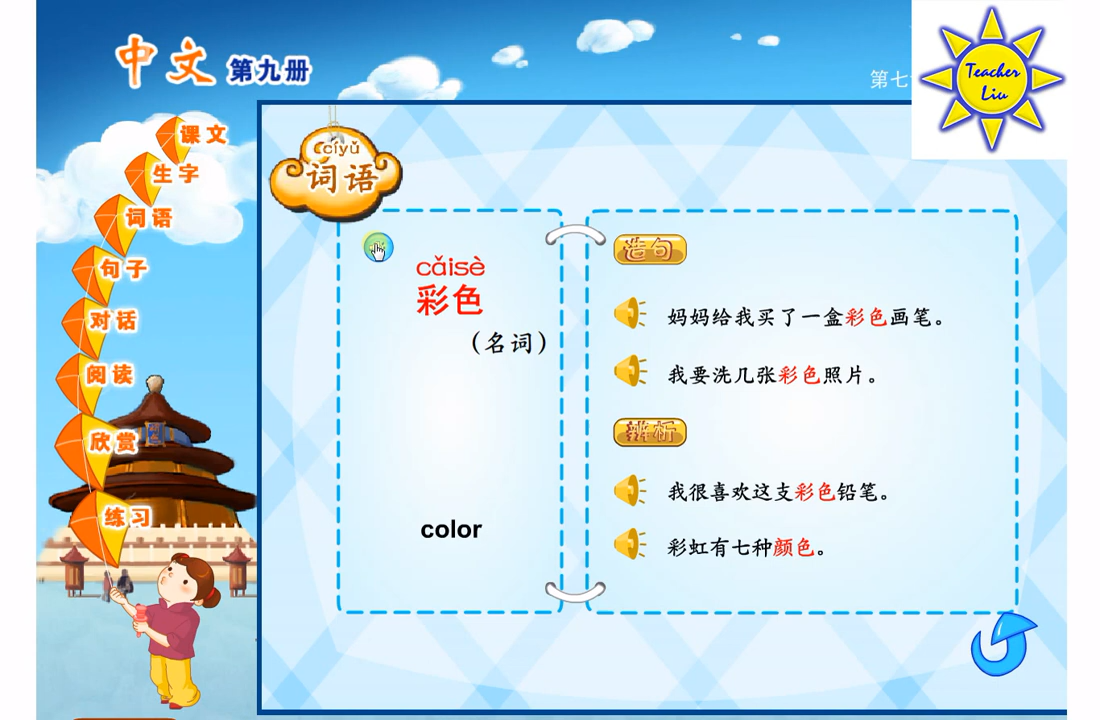 中文 第九册
第七
Teacher
Liu
课文
生字
词语
句子
对话
阅读
欣赏
练习
cíyǔ
词语
cǎisè
彩色
（名词）
color
造句
妈妈给我买了一盒彩色画笔。
我要洗几张彩色照片。
辨析
我很喜欢这支彩色铅笔。
彩虹有七种颜色。